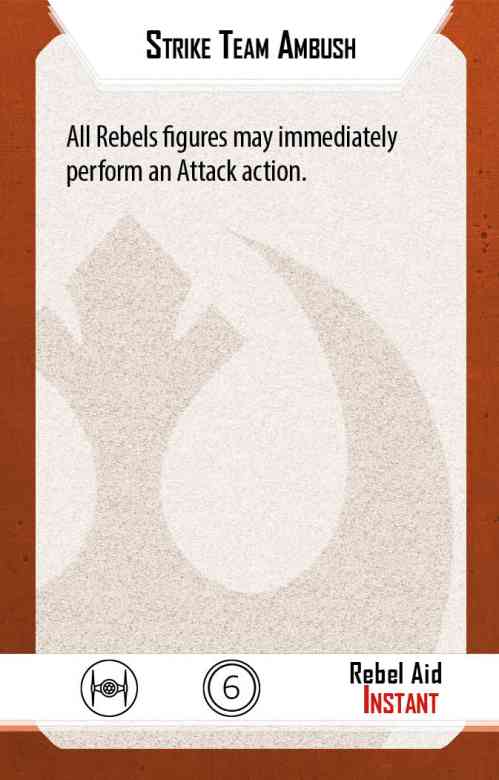 Strike Team Ambush
All Rebels figures may immediately
perform an Attack action.
6
Rebel Aid
Instant